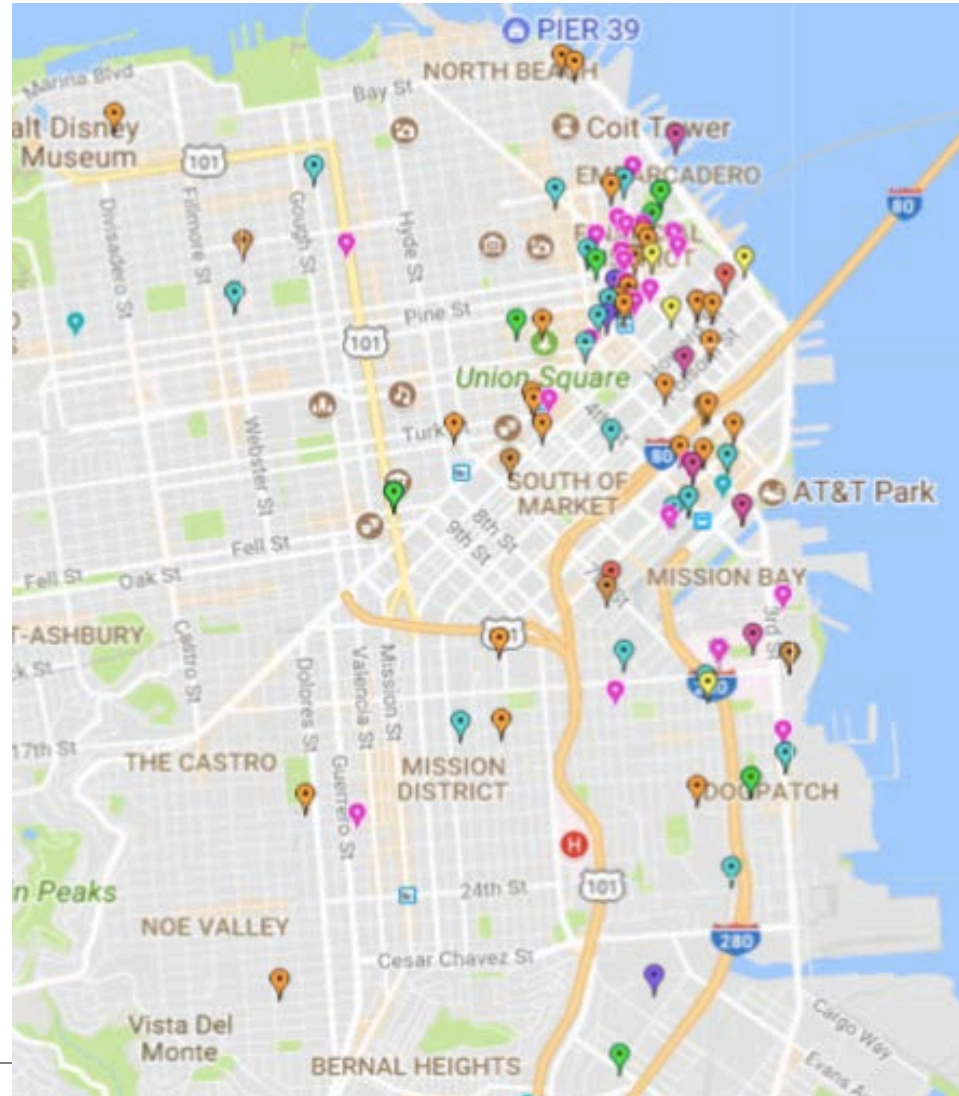 PIER 39
NORTH BEACH
Marina Blvd
Bay St
alt Disney
Museum
Coit Tower
101
EMBARCADERO
80
Divisadero St
Fillmore St
Gough St
Hyde St
Pine St
101
Union Square
Turk St
4th St
80
Webster St
SOUTH OF
MARKET
AT&T Park
8th St
9th St
Fell St
Fell St
Oak St
MISSION BAY
3rd St
T-ASHBURY
Castro St
Dolores St
Valencia St
Mission St
17th St
THE CASTRO
Guerrero St
MISSION
DISTRICT
DOGPATCH
H
n Peaks
24th St
101
NOE VALLEY
280
Cesar Chavez St
Vista Del
Monte
Cargo Way
BERNAL HEIGHTS
Evans A